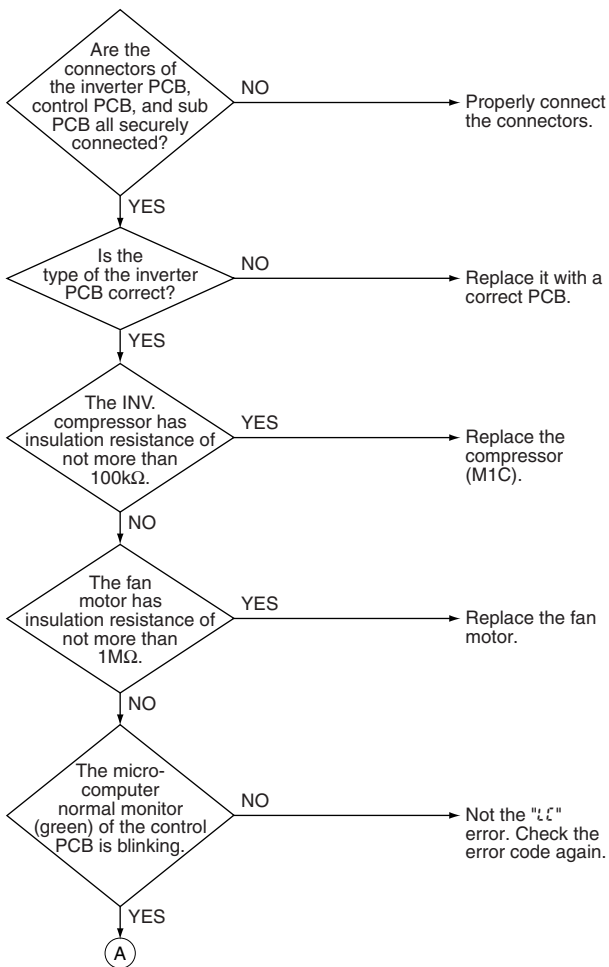 Are the
connectors of
the inverter PCB,
control PCB, and sub
PCB all securely
connected?
NO
Properly connect
the connectors.
YES
Is the
type of the inverter
PCB correct?
NO
Replace it with a
correct PCB.
YES
The INV.
compressor has
insulation resistance of
not more than
100kΩ.
YES
Replace the
compressor
(M1C).
NO
The fan
motor has
insulation resistance of
not more than
1MΩ.
YES
Replace the fan
motor.
NO
The micro-
computer
normal monitor
(green) of the control
PCB is blinking.
NO
Not the "LC"
error. Check the
error code again.
YES
A